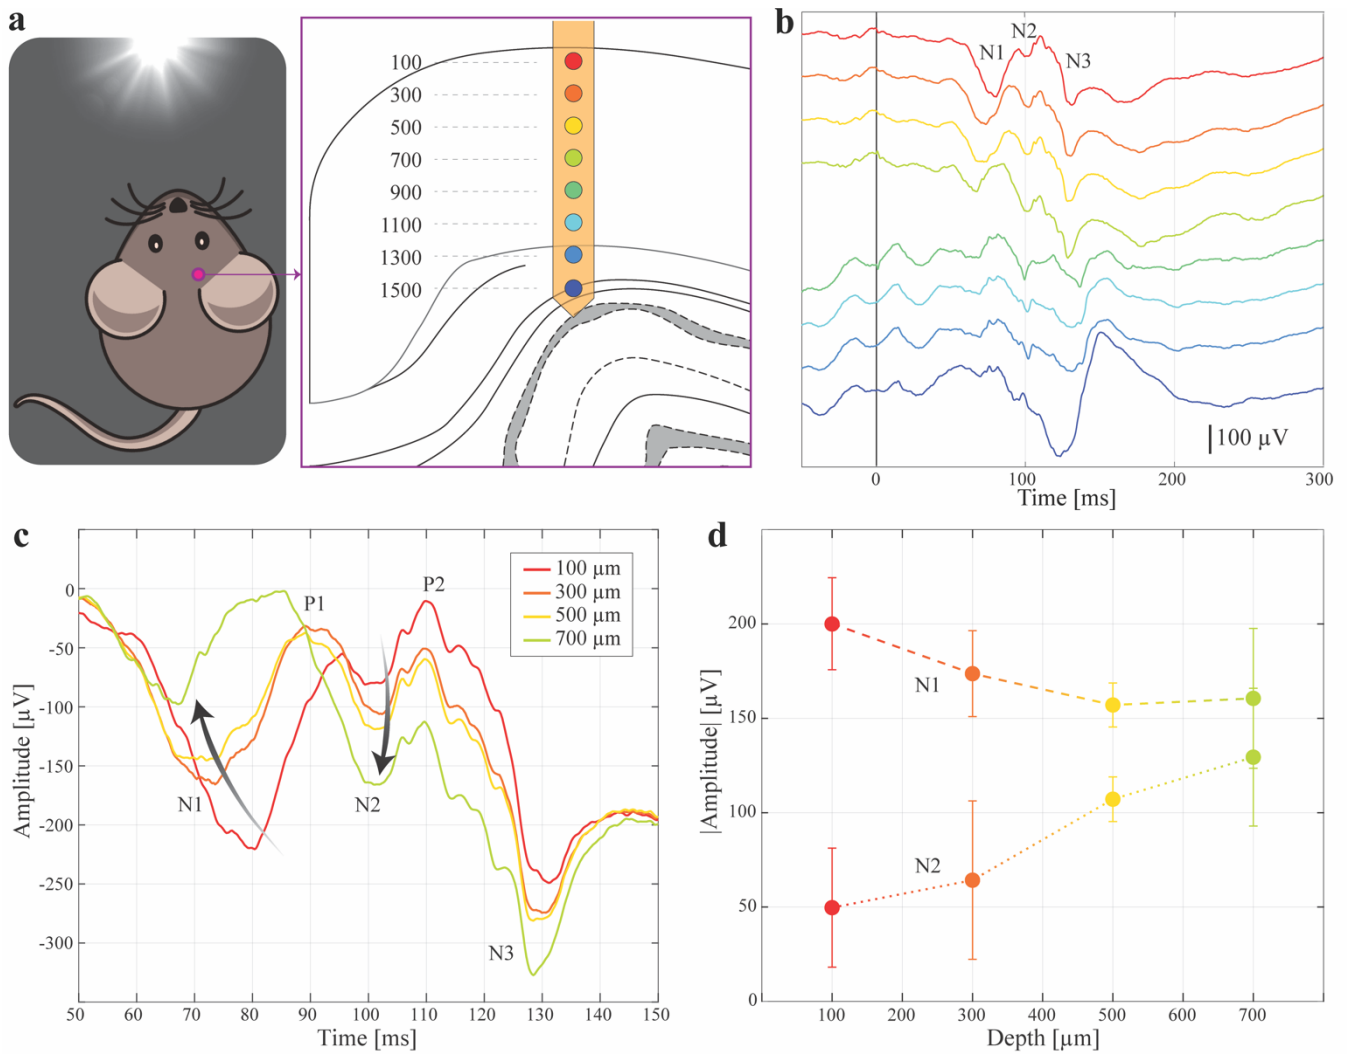 a
100
300
500
700
900
1100
1300
1500
b
N1
N2
N3
100 µV
0
100
200
300
Time [ms]
c
P1
P2
100 µm
300 µm
500 µm
700 µm
N1
N2
N3
0
-50
-100
-150
-200
-250
-300
Amplitude [µV]
50
60
70
80
90
100
110
120
130
140
150
Time [ms]
d
N1
N2
200
150
100
50
0
|Amplitude| [µV]
100
200
300
400
500
600
700
Depth [µm]